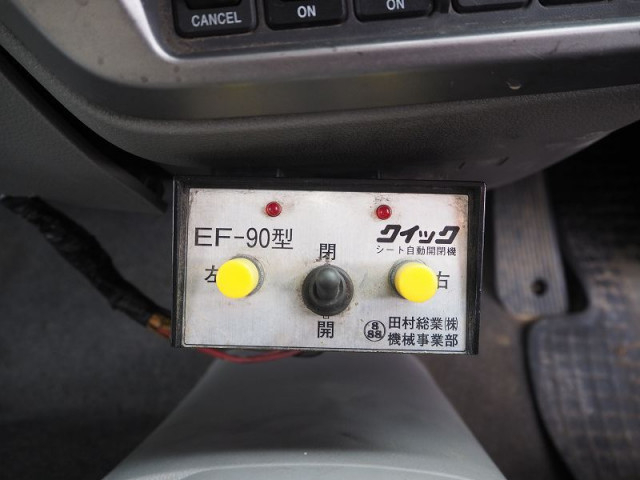 CANCEL
ON
ON
EF-90型
クイック
シート自動開閉機
閉
左
右
開
888
田村総業(株)
機械事業部